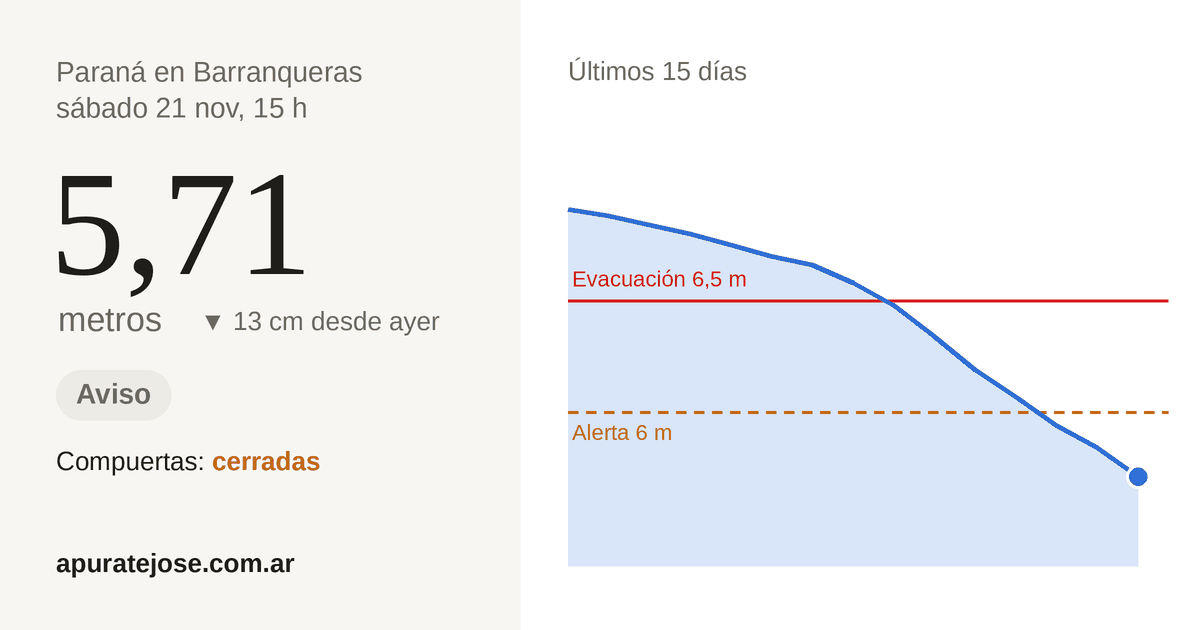 Paraná en Barranqueras
sábado 21 nov, 15 h
5,71
metros ▼ 13 cm desde ayer
Aviso
Compuertas: cerradas
apuratejose.com.ar
Últimos 15 días
Evacuación 6,5 m
Alerta 6 m